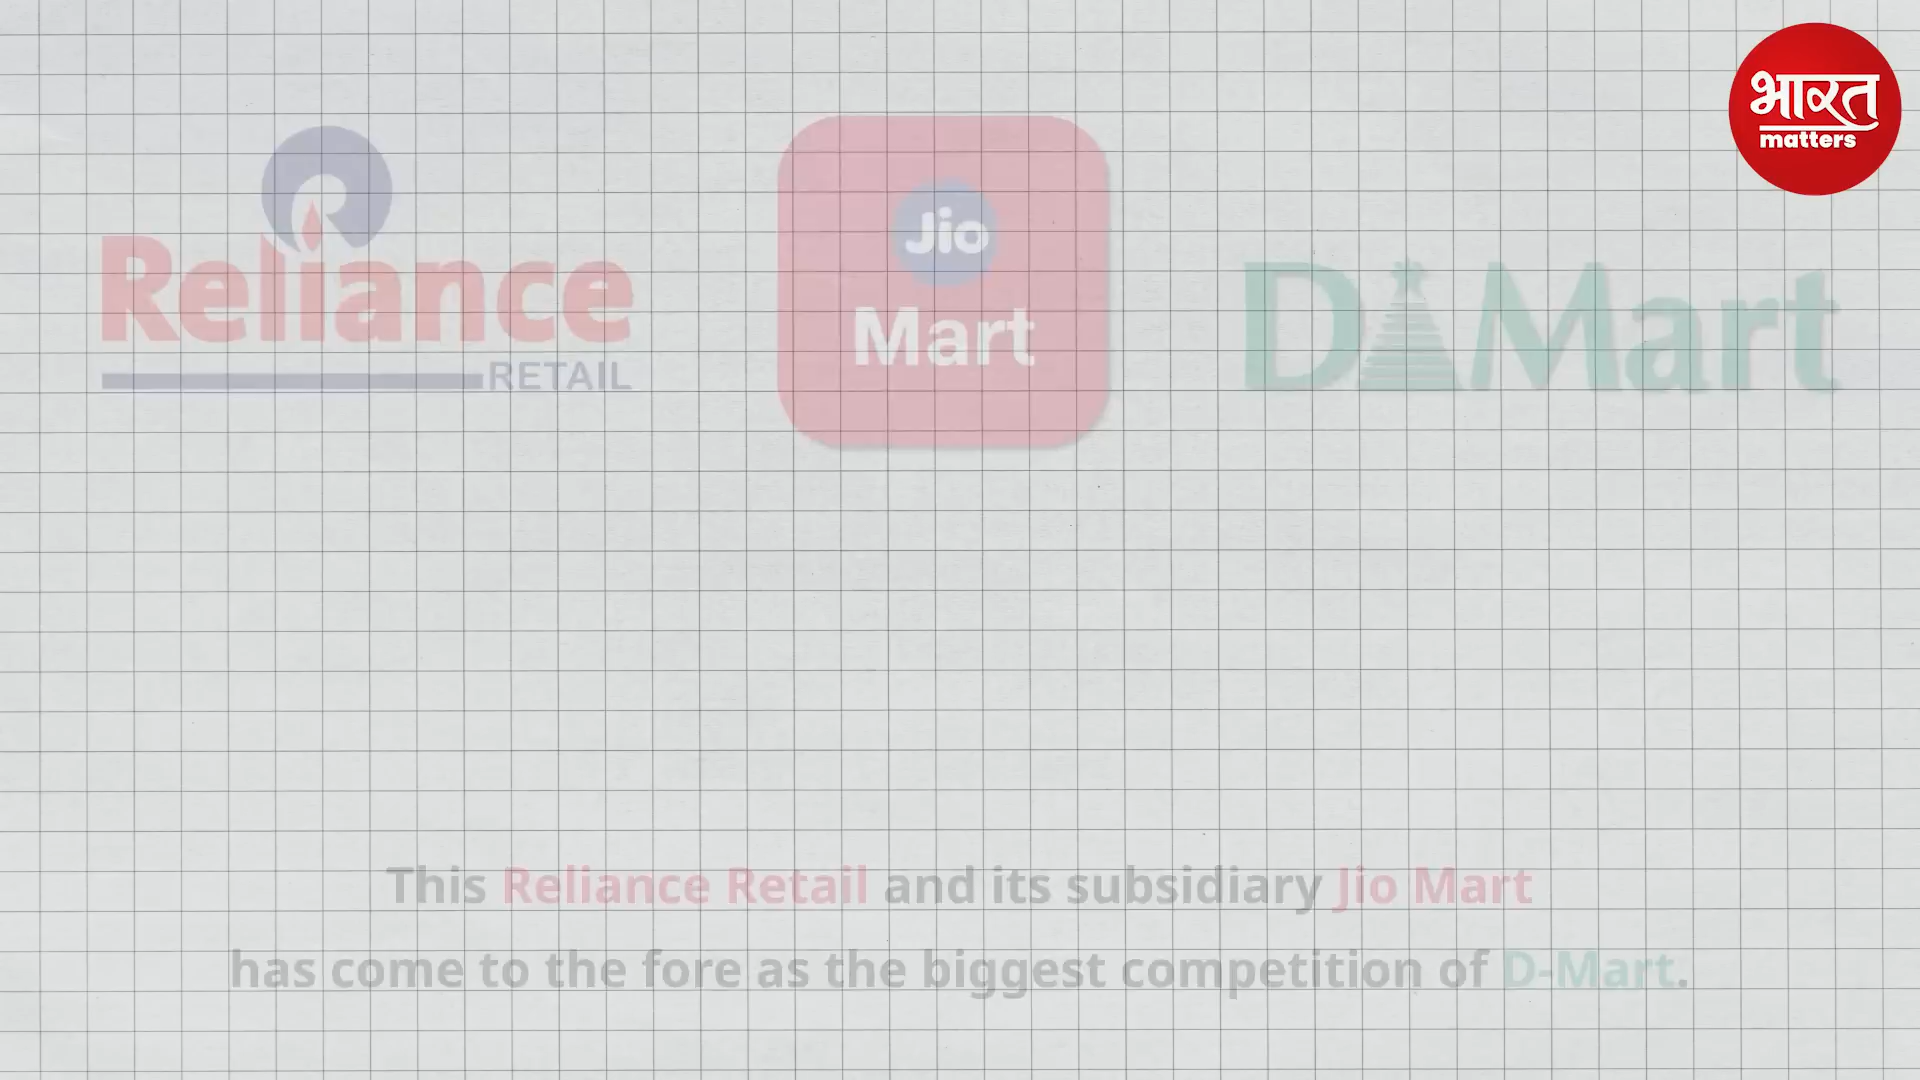 भारत
matters
Reliance
RETAIL
Jio
Mart
D Mart
This Reliance Retail and its subsidiary Jio Mart
has come to the fore as the biggest competition of D-Mart.